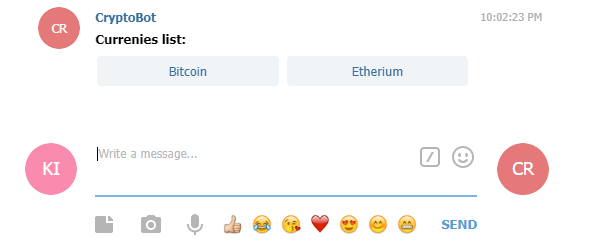 CR
CryptoBot
10:02:23 PM
Currenies list:
Bitcoin
Etherium
KI
Write a message...
CR
SEND